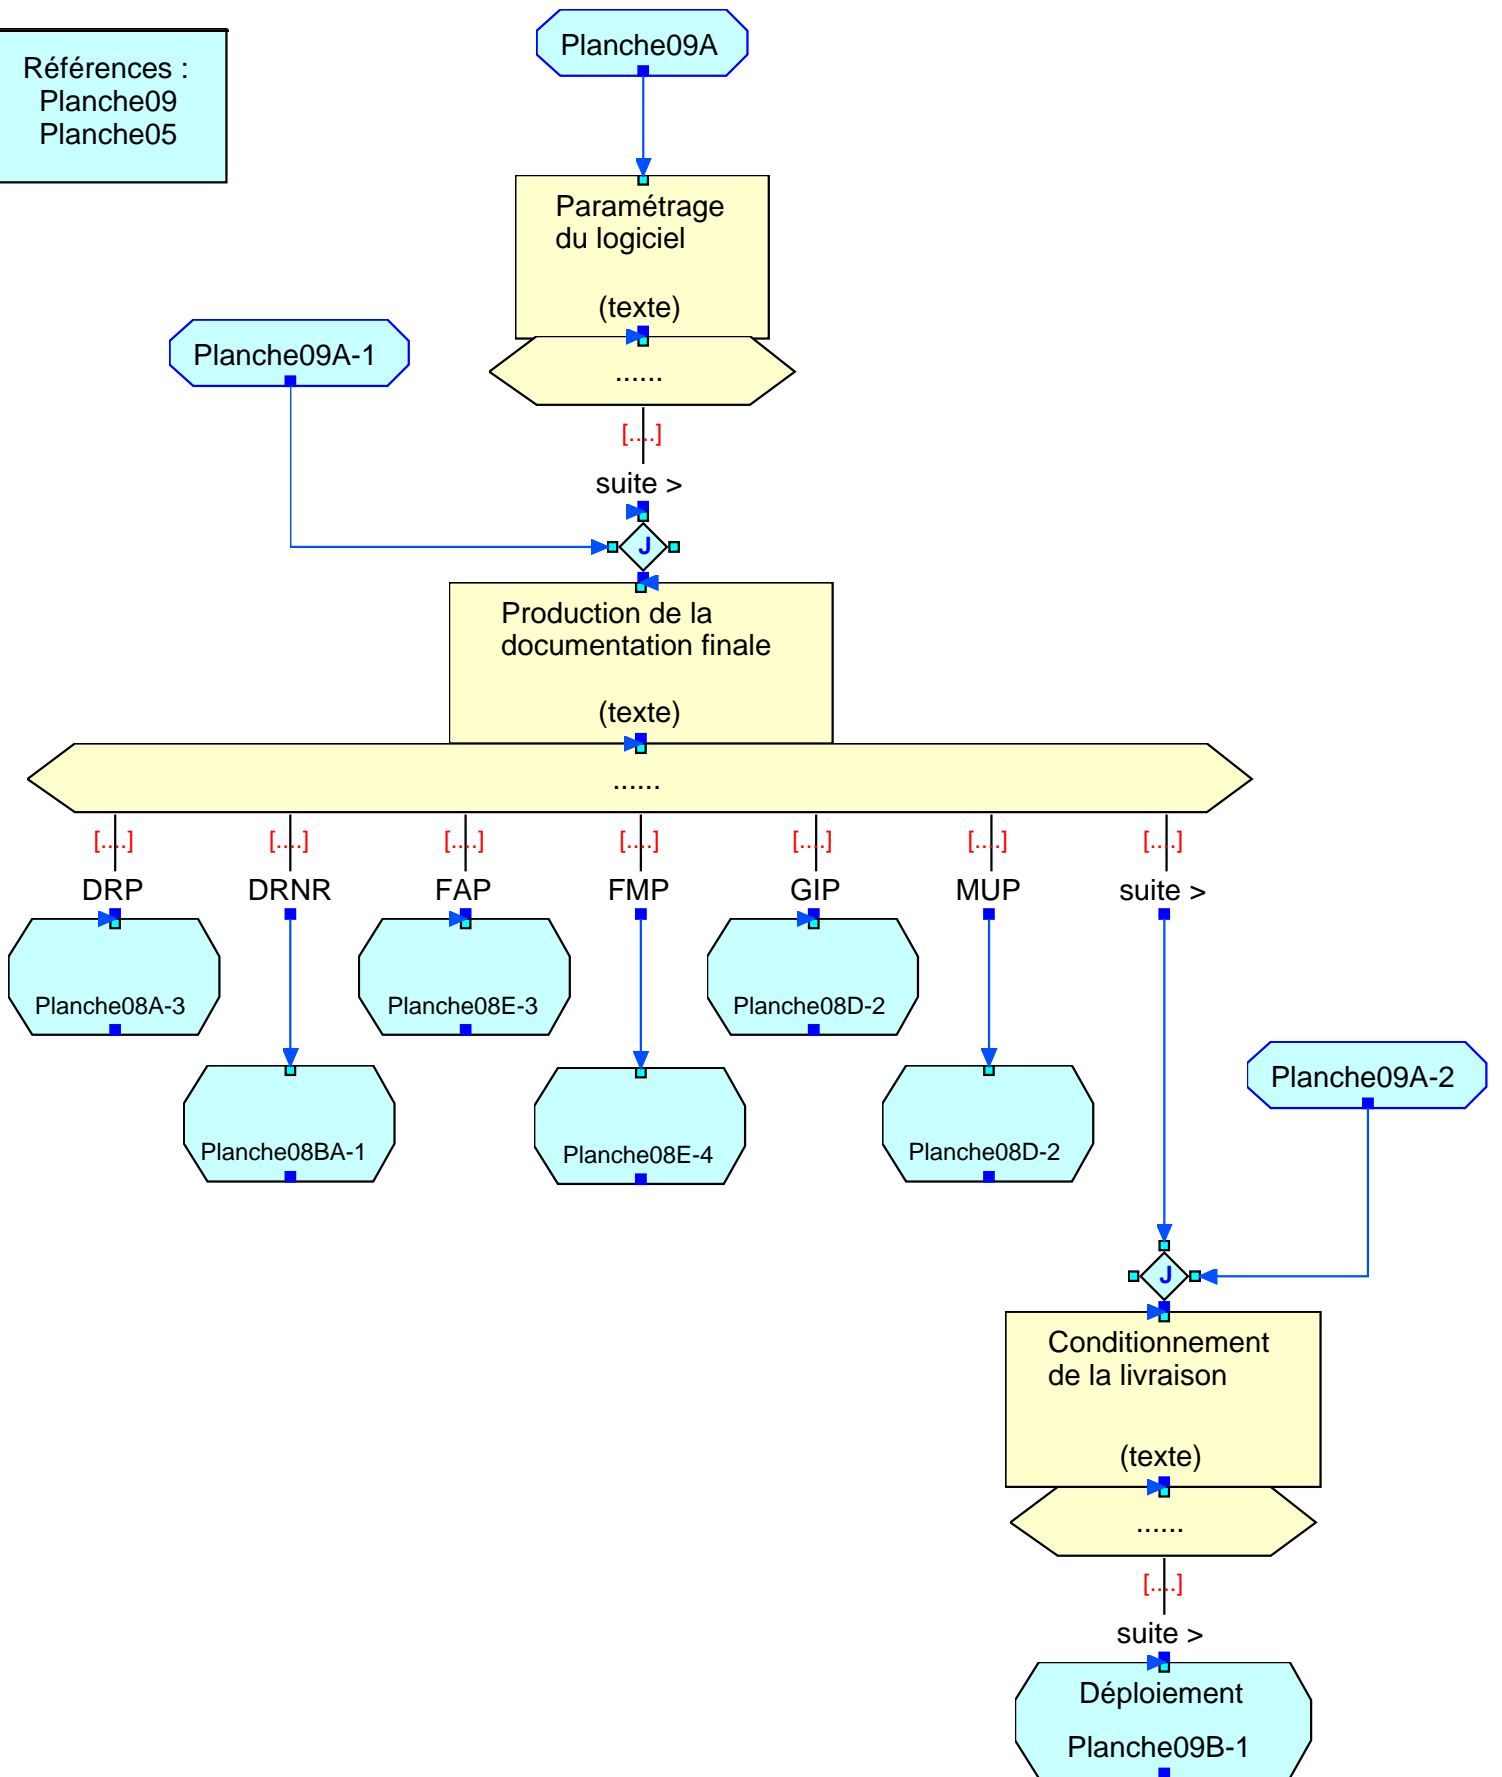 Planche09A
Références :
Planche09
Planche05
Paramétrage
du logiciel
(texte)
Planche09A-1
......
[....]
suite >
J
Production de la
documentation finale
(texte)
......
[....] [....] [....] [....] [....] [....] [....]
DRP DRNR FAP FMP GIP MUP suite >
Planche08A-3 Planche08E-3 Planche08D-2
Planche09A-2
Planche08BA-1 Planche08E-4 Planche08D-2
J
Conditionnement
de la livraison
(texte)
......
[....]
suite >
Déploiement
Planche09B-1